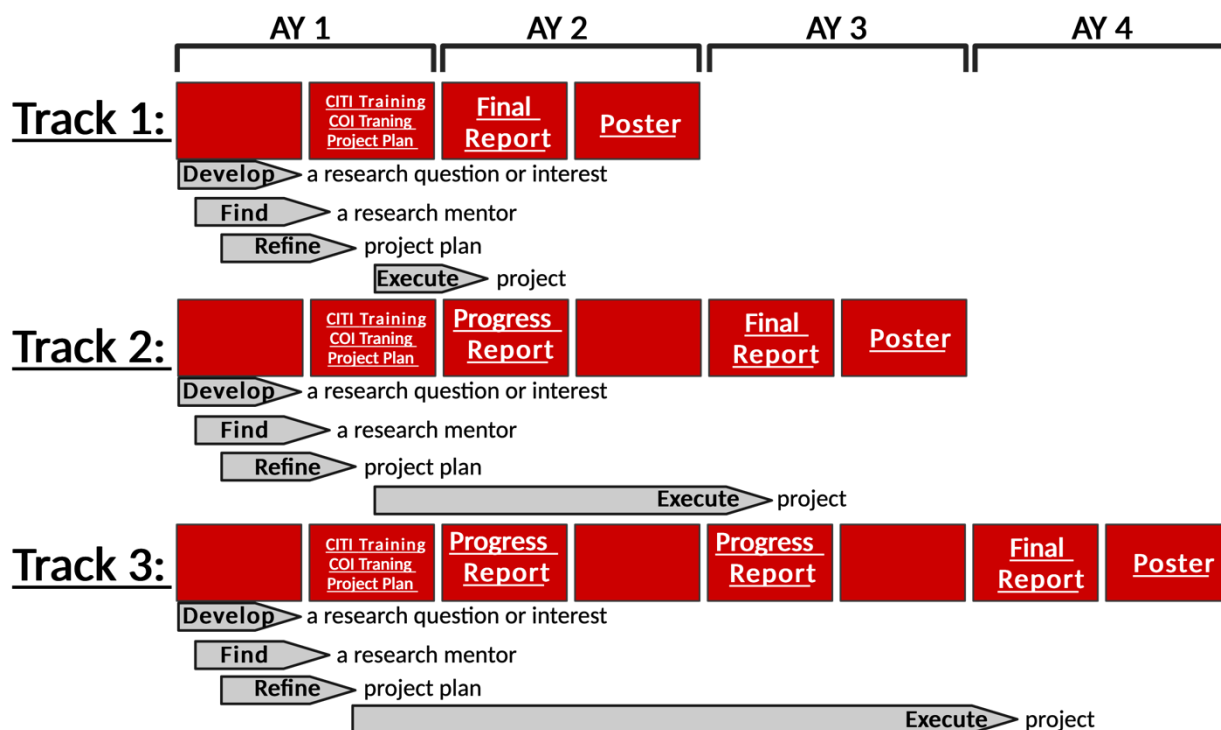 AY 1 AY 2 AY 3 AY 4
Track 1:
CITI Training
COI Traning
Project Plan
Final
Report
Poster
Develop a research question or interest
Find a research mentor
Refine project plan
Execute project
Track 2:
CITI Training
COI Traning
Project Plan
Progress
Report
Final
Report
Poster
Develop a research question or interest
Find a research mentor
Refine project plan
Execute project
Track 3:
CITI Training
COI Traning
Project Plan
Progress
Report
Progress
Report
Final
Report
Poster
Develop a research question or interest
Find a research mentor
Refine project plan
Execute project